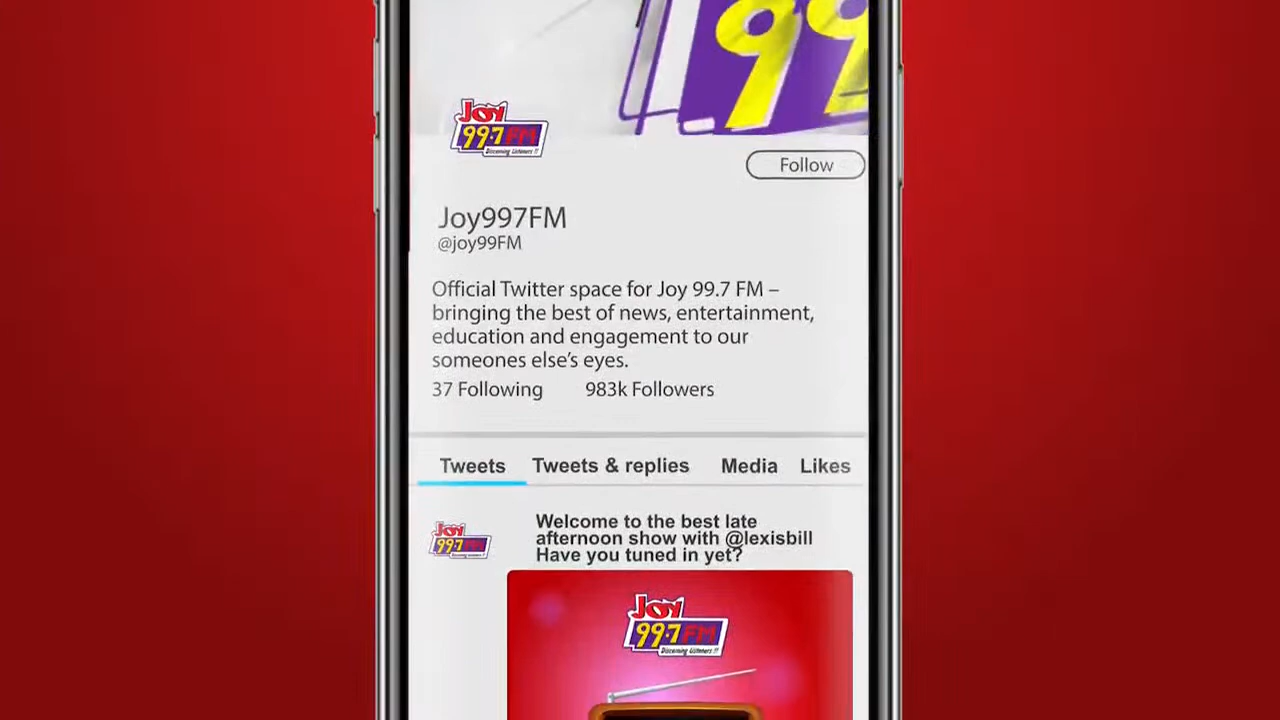 99
JOY
99.7 FM
Discerning Listeners !!
Follow
Joy997FM
@joy99FM
Official Twitter space for Joy 99.7 FM –
bringing the best of news, entertainment,
education and engagement to our
someones else's eyes.
37 Following 983k Followers
Tweets Tweets & replies Media Likes
Welcome to the best late
afternoon show with @lexisbill
Have you tuned in yet?
JOY
99.7 FM
Discerning Listeners !!
JOY
99.7 FM
Discerning Listeners !!